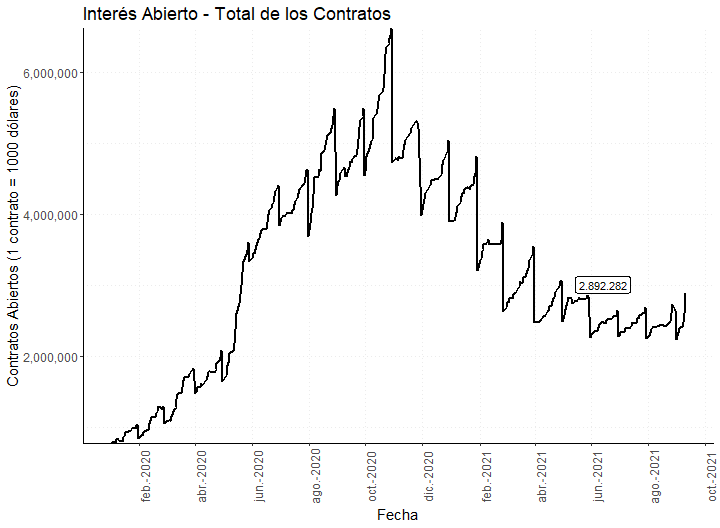 Interés Abierto - Total de los Contratos
Contratos Abiertos (1 contrato = 1000 dólares)
6,000,000
4,000,000
2,000,000
2.892.282
feb.-2020
abr.-2020
jun.-2020
ago.-2020
oct.-2020
dic.-2020
feb.-2021
abr.-2021
jun.-2021
ago.-2021
oct.-2021
Fecha